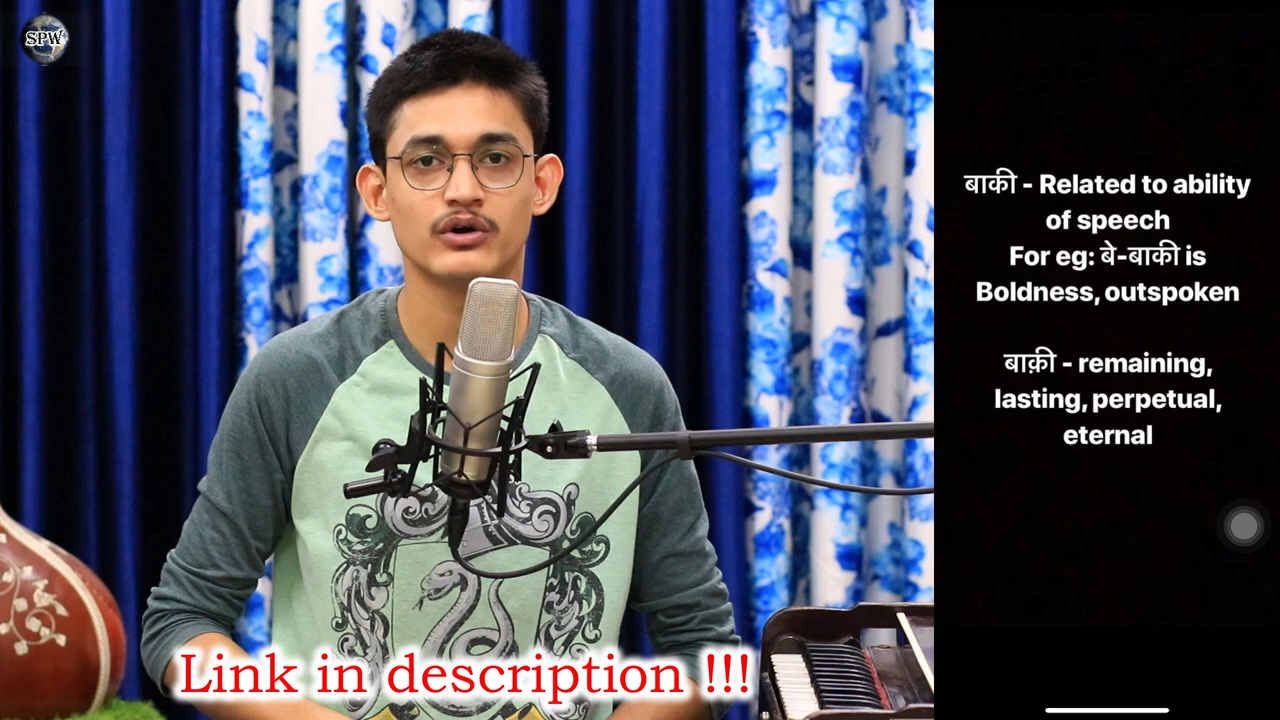 SPW
बाकी - Related to ability
of speech
For eg: बे-बाकी is
Boldness, outspoken
बाक़ी - remaining,
lasting, perpetual,
eternal
Link in description !!!